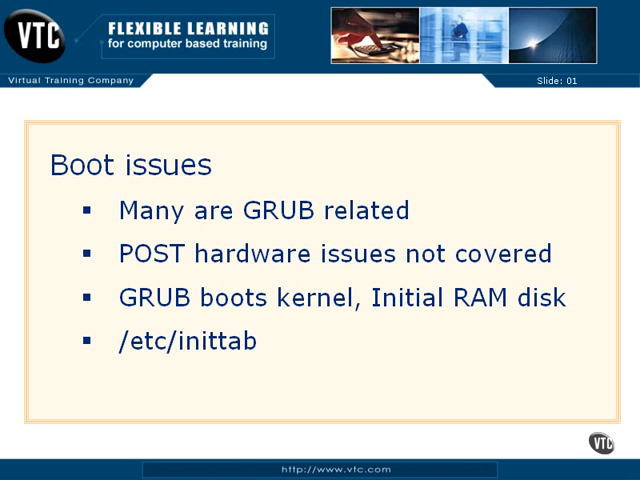 VTC
FLEXIBLE LEARNING
for computer based training
Virtual Training Company
Slide: 01
Boot issues
▪ Many are GRUB related
▪ POST hardware issues not covered
▪ GRUB boots kernel, Initial RAM disk
▪ /etc/inittab
VTC
http://www.vtc.com